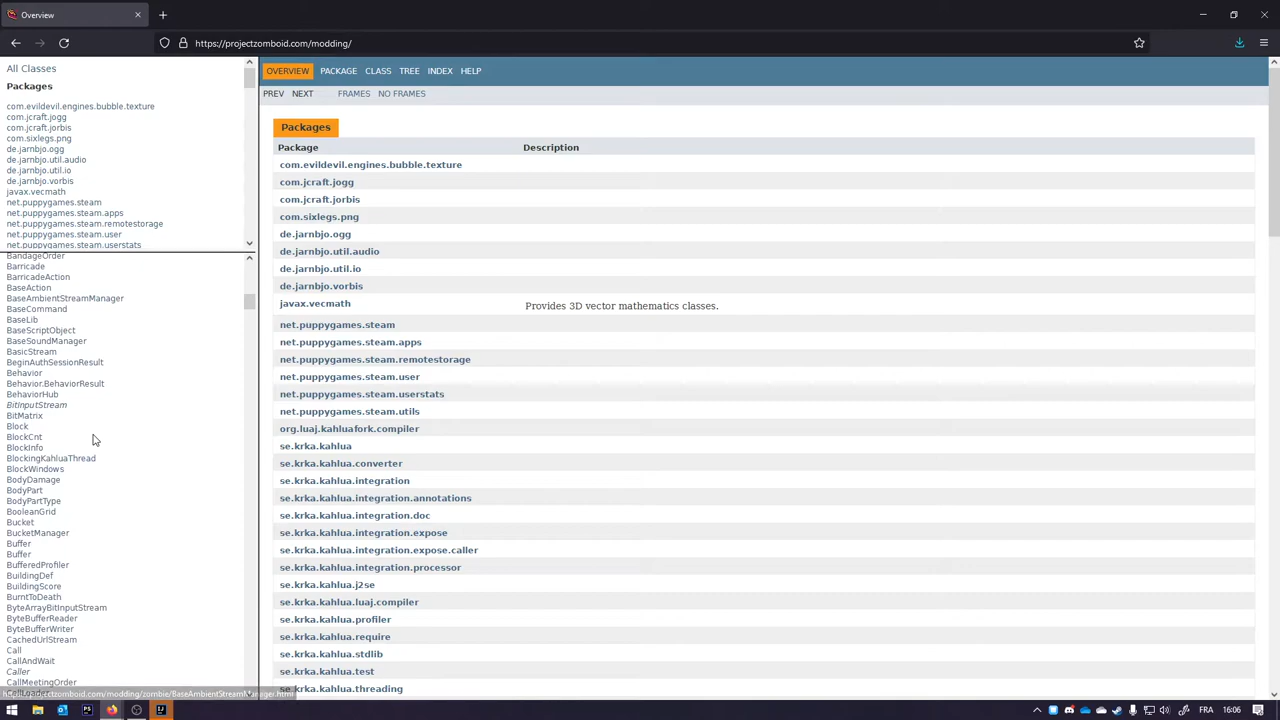 Overview
https://projectzomboid.com/modding/
All Classes
Packages
com.evildevil.engines.bubble.texture
com.jcraft.jogg
com.jcraft.jorbis
com.sixlegs.png
de.jarnbjo.ogg
de.jarnbjo.util.audio
de.jarnbjo.util.io
de.jarnbjo.vorbis
javax.vecmath
net.puppygames.steam
net.puppygames.steam.apps
net.puppygames.steam.remotestorage
net.puppygames.steam.user
net.puppygames.steam.userstats
BandageOrder
Barricade
BarricadeAction
BaseAction
BaseAmbientStreamManager
BaseCommand
BaseLib
BaseScriptObject
BaseSoundManager
BasicStream
BeginAuthSessionResult
Behavior
Behavior.BehaviorResult
BehaviorHub
BitInputStream
BitMatrix
Block
BlockCnt
BlockInfo
BlockingKahluaThread
BlockWindows
BodyDamage
BodyPart
BodyPartType
BooleanGrid
Bucket
BucketManager
Buffer
Buffer
BufferedProfiler
BuildingDef
BuildingScore
BurntToDeath
ByteArrayBitInputStream
ByteBufferReader
ByteBufferWriter
CachedUrlStream
Call
CallAndWait
Caller
CallMeetingOrder
OVERVIEW PACKAGE CLASS TREE INDEX HELP
PREV NEXT FRAMES NO FRAMES
Packages
Package Description
com.evildevil.engines.bubble.texture
com.jcraft.jogg
com.jcraft.jorbis
com.sixlegs.png
de.jarnbjo.ogg
de.jarnbjo.util.audio
de.jarnbjo.util.io
de.jarnbjo.vorbis
javax.vecmath Provides 3D vector mathematics classes.
net.puppygames.steam
net.puppygames.steam.apps
net.puppygames.steam.remotestorage
net.puppygames.steam.user
net.puppygames.steam.userstats
net.puppygames.steam.utils
org.luaj.kahluafork.compiler
se.krka.kahlua
se.krka.kahlua.converter
se.krka.kahlua.integration
se.krka.kahlua.integration.annotations
se.krka.kahlua.integration.doc
se.krka.kahlua.integration.expose
se.krka.kahlua.integration.expose.caller
se.krka.kahlua.integration.processor
se.krka.kahlua.j2se
se.krka.kahlua.luaj.compiler
se.krka.kahlua.profiler
se.krka.kahlua.require
se.krka.kahlua.stdlib
se.krka.kahlua.test
se.krka.kahlua.threading
FR 16:06